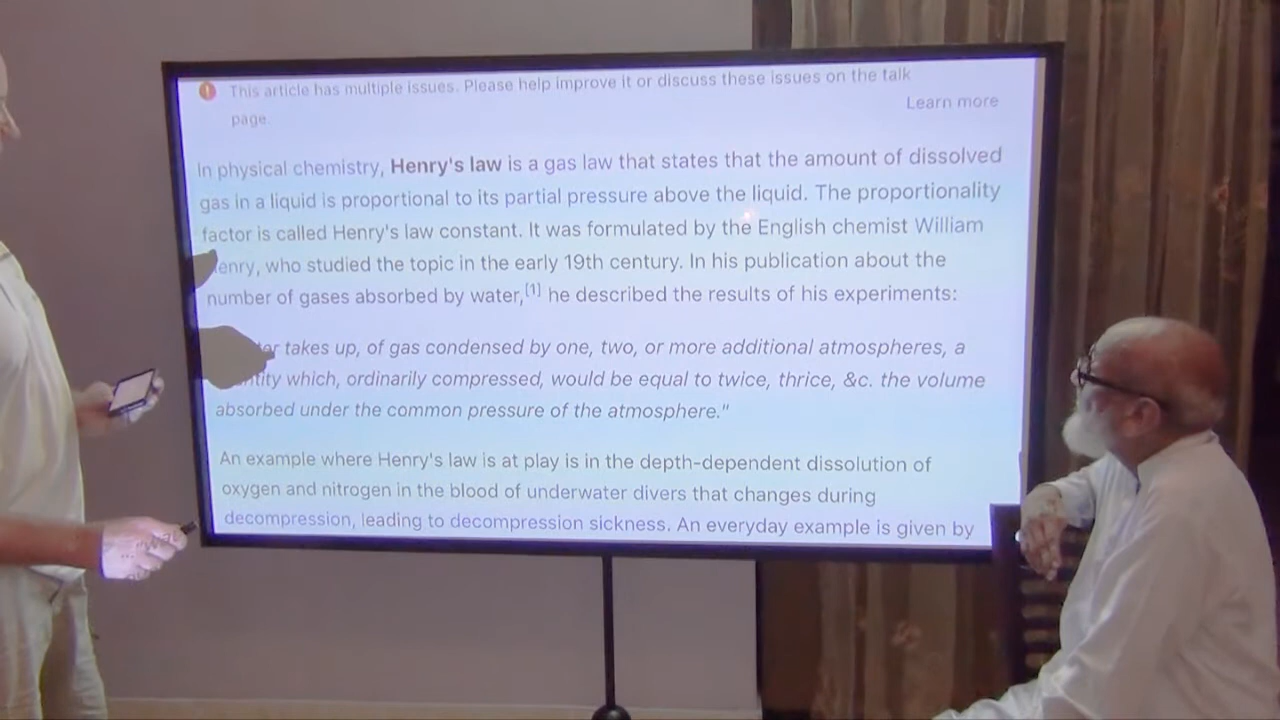 This article has multiple issues. Please help improve it or discuss these issues on the talk
page.
Learn more
In physical chemistry, Henry's law is a gas law that states that the amount of dissolved
gas in a liquid is proportional to its partial pressure above the liquid. The proportionality
factor is called Henry's law constant. It was formulated by the English chemist William
enry, who studied the topic in the early 19th century. In his publication about the
number of gases absorbed by water,[1] he described the results of his experiments:
takes up, of gas condensed by one, two, or more additional atmospheres, a
which, ordinarily compressed, would be equal to twice, thrice, &c. the volume
absorbed under the common pressure of the atmosphere."
An example where Henry's law is at play is in the depth-dependent dissolution of
oxygen and nitrogen in the blood of underwater divers that changes during
decompression, leading to decompression sickness. An everyday example is given by